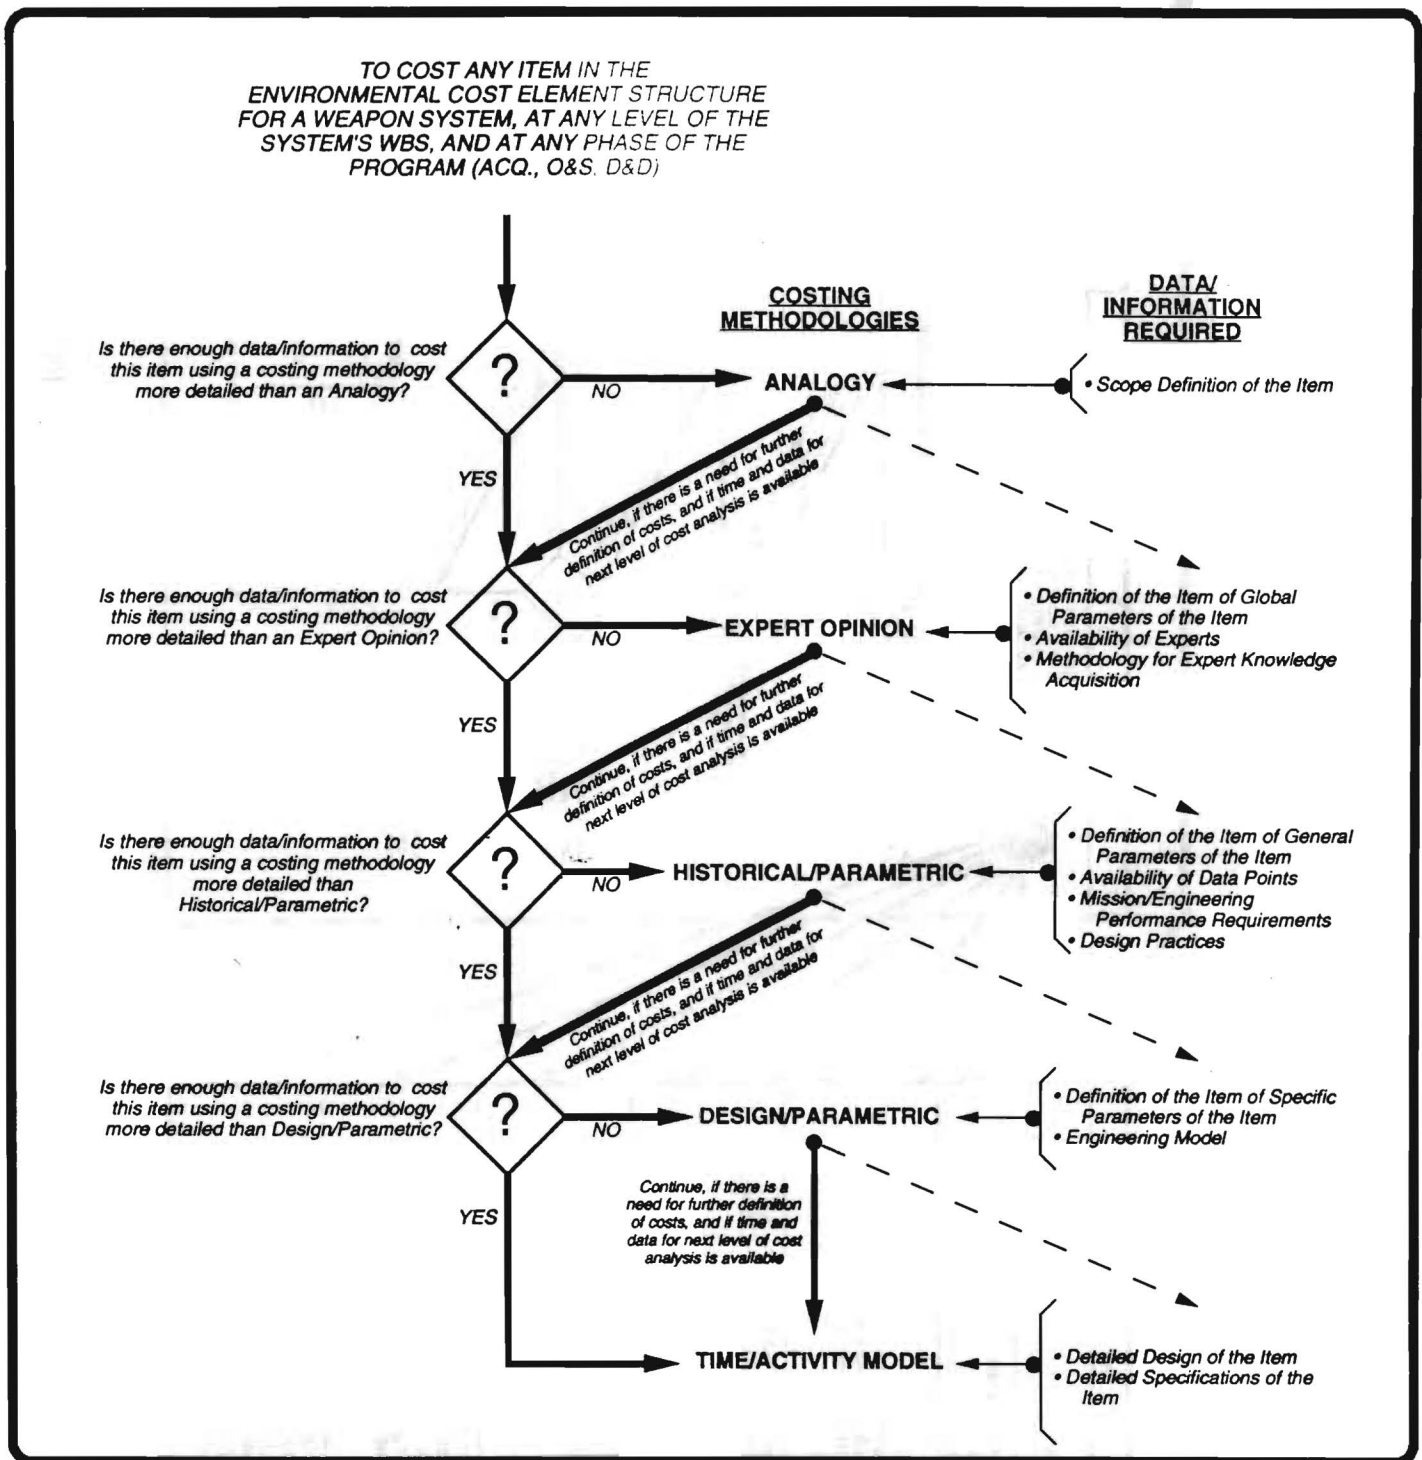 TO COST ANY ITEM IN THE
ENVIRONMENTAL COST ELEMENT STRUCTURE
FOR A WEAPON SYSTEM, AT ANY LEVEL OF THE
SYSTEM'S WBS, AND AT ANY PHASE OF THE
PROGRAM (ACQ., O&S. D&D)
COSTING
METHODOLOGIES
DATA/
INFORMATION
REQUIRED
Is there enough data/information to cost
this item using a costing methodology
more detailed than an Analogy?
?
NO
ANALOGY
• Scope Definition of the Item
YES
Continue, if there is a need for further
definition of costs, and if time and data for
next level of cost analysis is available
Is there enough data/information to cost
this item using a costing methodology
more detailed than an Expert Opinion?
?
NO
EXPERT OPINION
• Definition of the Item of Global
Parameters of the Item
• Availability of Experts
• Methodology for Expert Knowledge
Acquisition
YES
Continue, if there is a need for further
definition of costs, and if time and data for
next level of cost analysis is available
Is there enough data/information to cost
this item using a costing methodology
more detailed than
Historical/Parametric?
?
NO
HISTORICAL/PARAMETRIC
• Definition of the Item of General
Parameters of the Item
• Availability of Data Points
• Mission/Engineering
Performance Requirements
• Design Practices
YES
Continue, if there is a need for further
definition of costs, and if time and data for
next level of cost analysis is available
Is there enough data/information to cost
this item using a costing methodology
more detailed than Design/Parametric?
?
NO
DESIGN/PARAMETRIC
• Definition of the Item of Specific
Parameters of the Item
• Engineering Model
YES
Continue, if there is a
need for further definition
of costs, and if time and
data for next level of cost
analysis is available
TIME/ACTIVITY MODEL
• Detailed Design of the Item
• Detailed Specifications of the
Item